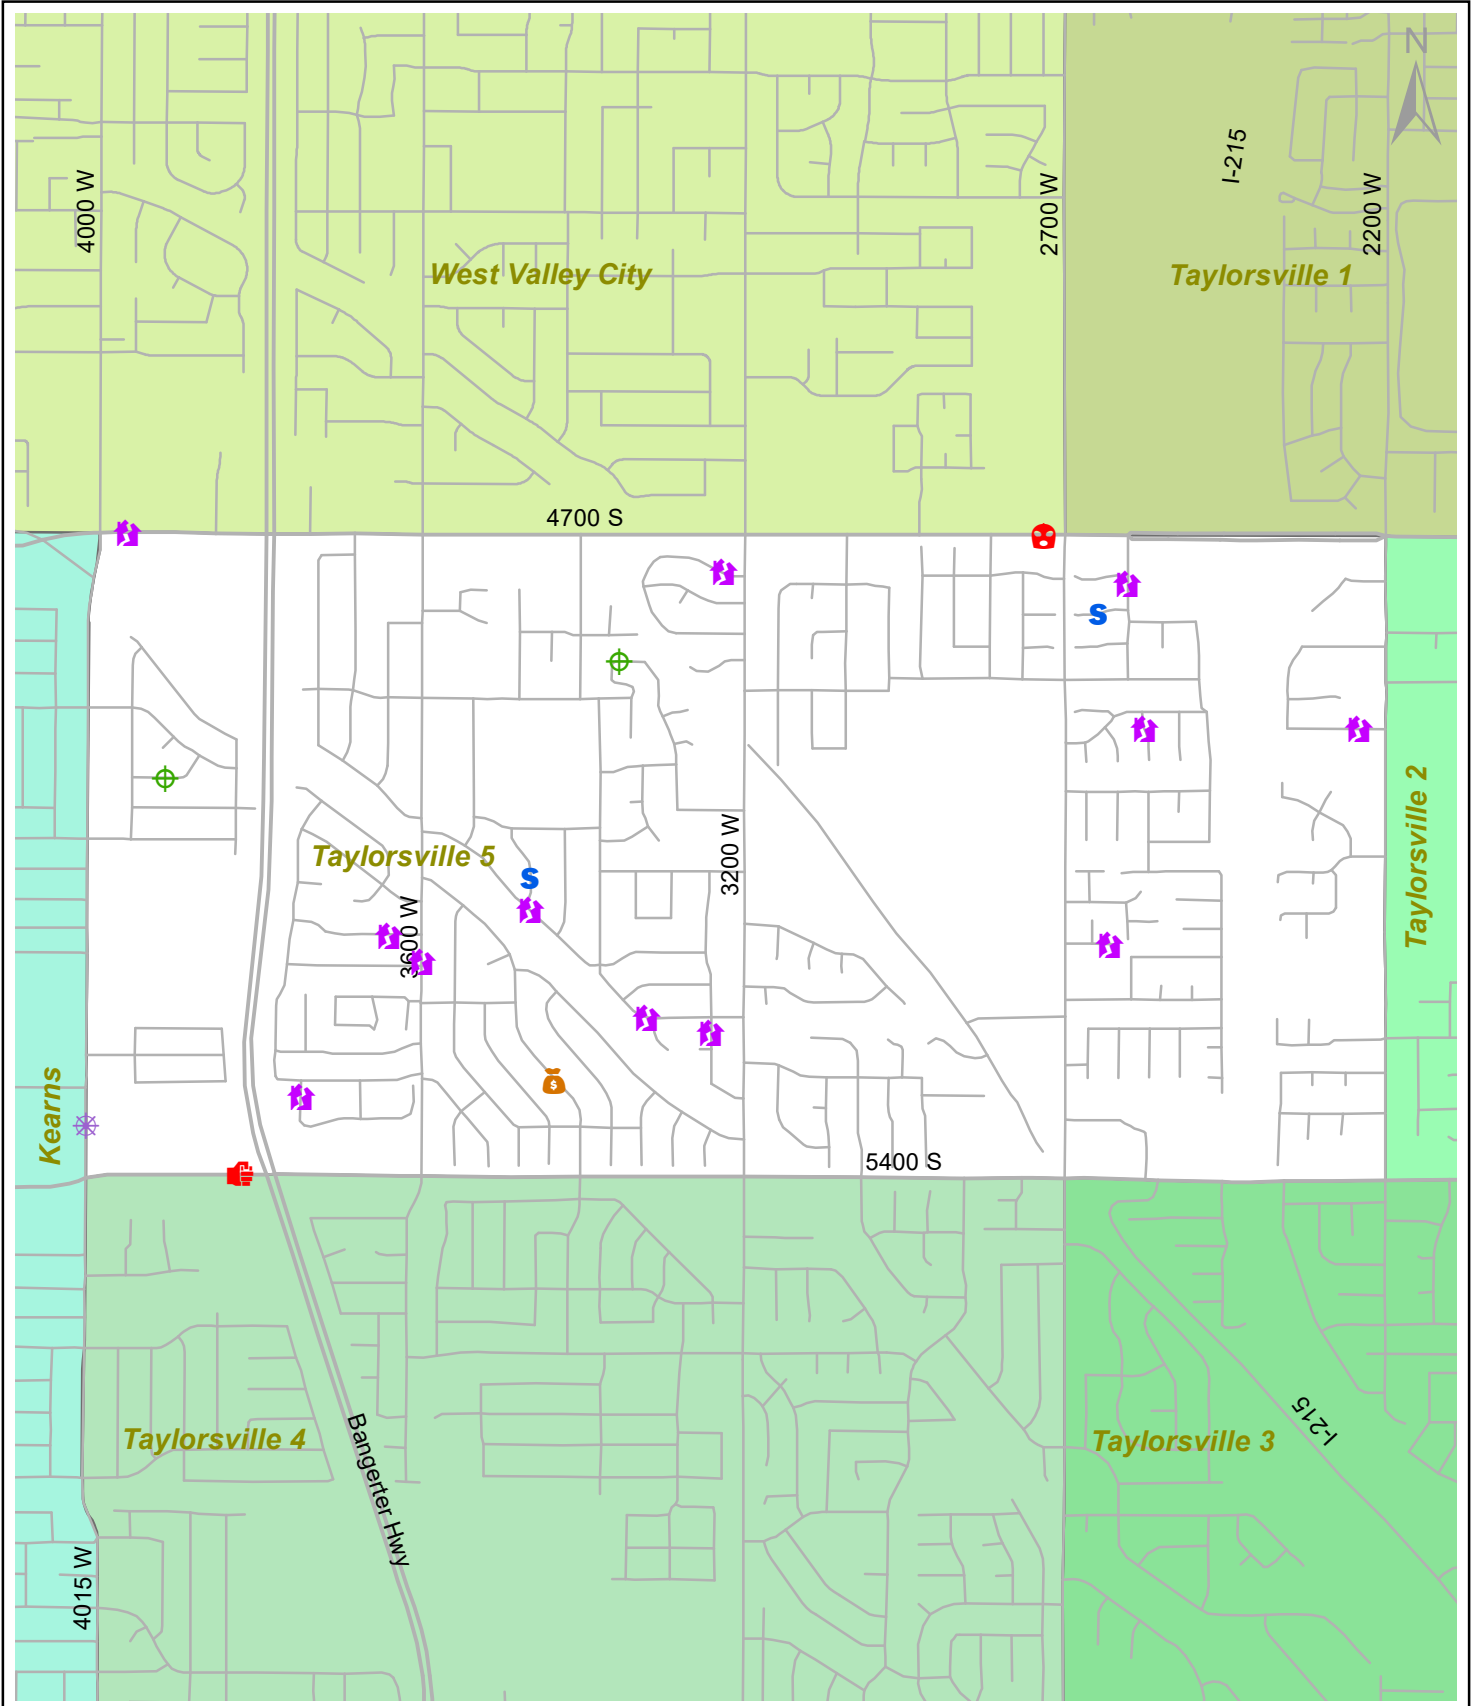 N
I-215
4000 W
2700 W
2200 W
West Valley City
Taylorsville 1
4700 S
S
Taylorsville 2
3200 W
Taylorsville 5
S
3600 W
$
Kearns
5400 S
I-215
Taylorsville 4
Taylorsville 3
Bangerter Hwy
4015 W